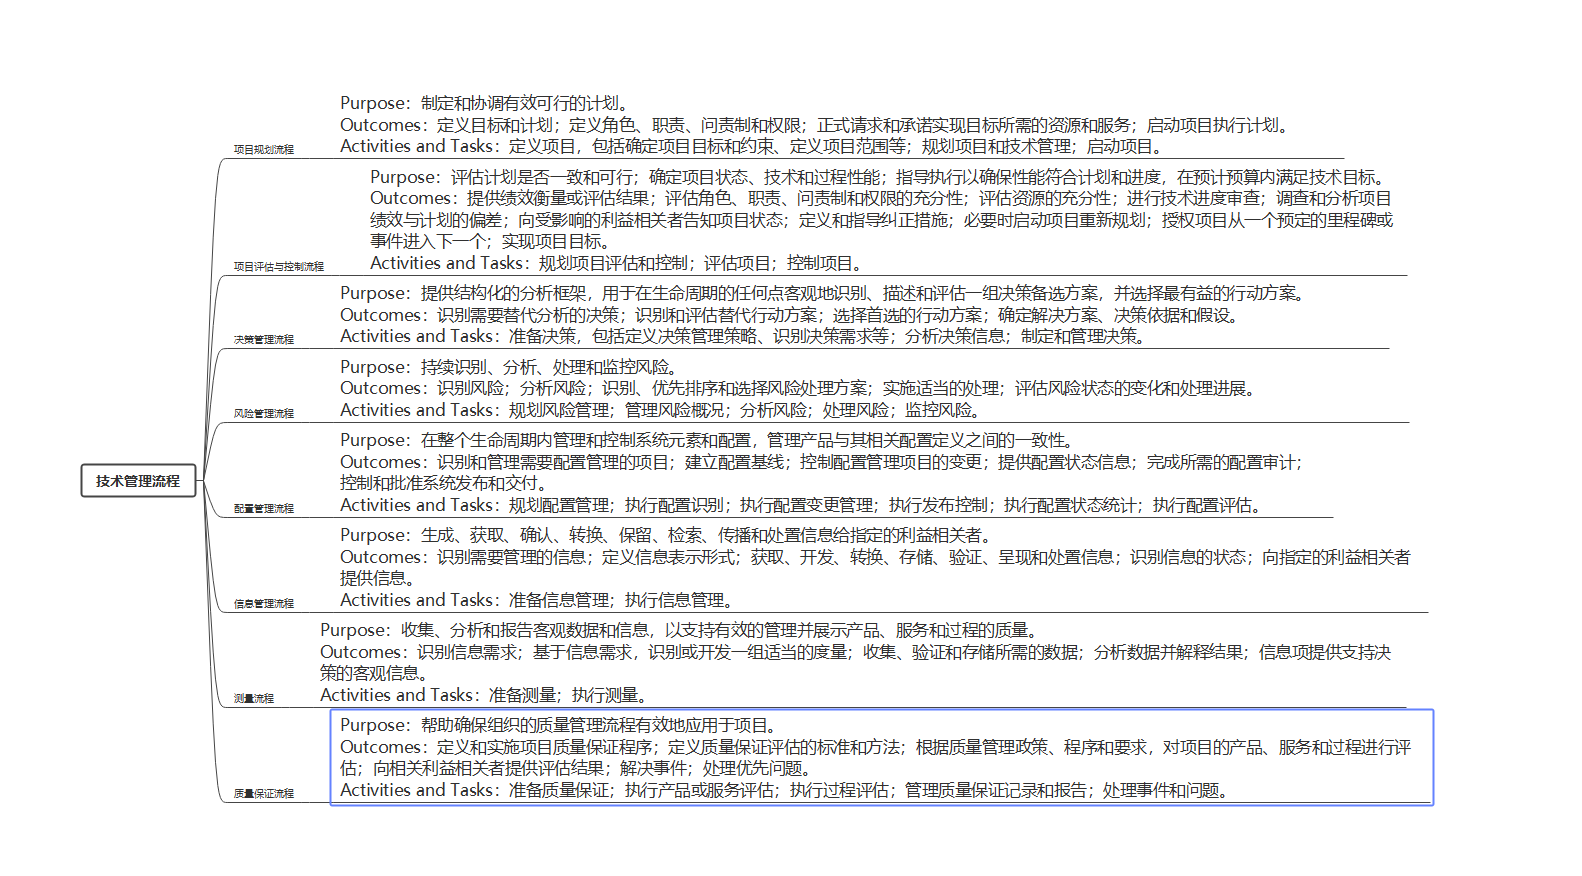 Purpose：制定和协调有效可行的计划。
Outcomes：定义目标和计划；定义角色、职责、问责制和权限；正式请求和承诺实现目标所需的资源和服务；启动项目执行计划。
Activities and Tasks：定义项目，包括确定项目目标和约束、定义项目范围等；规划项目和技术管理；启动项目。
项目规划流程
Purpose：评估计划是否一致和可行；确定项目状态、技术和过程性能；指导执行以确保性能符合计划和进度，在预计预算内满足技术目标。
Outcomes：提供绩效衡量或评估结果；评估角色、职责、问责制和权限的充分性；评估资源的充分性；进行技术进度审查；调查和分析项目
绩效与计划的偏差；向受影响的利益相关者告知项目状态；定义和指导纠正措施；必要时启动项目重新规划；授权项目从一个预定的里程碑或
事件进入下一个；实现项目目标。
Activities and Tasks：规划项目评估和控制；评估项目；控制项目。
项目评估与控制流程
Purpose：提供结构化的分析框架，用于在生命周期的任何点客观地识别、描述和评估一组决策备选方案，并选择最有益的行动方案。
Outcomes：识别需要替代分析的决策；识别和评估替代行动方案；选择首选的行动方案；确定解决方案、决策依据和假设。
Activities and Tasks：准备决策，包括定义决策管理策略、识别决策需求等；分析决策信息；制定和管理决策。
决策管理流程
Purpose：持续识别、分析、处理和监控风险。
Outcomes：识别风险；分析风险；识别、优先排序和选择风险处理方案；实施适当的处理；评估风险状态的变化和处理进展。
Activities and Tasks：规划风险管理；管理风险概况；分析风险；处理风险；监控风险。
风险管理流程
Purpose：在整个生命周期内管理和控制系统元素和配置，管理产品与其相关配置定义之间的一致性。
Outcomes：识别和管理需要配置管理的项目；建立配置基线；控制配置管理项目的变更；提供配置状态信息；完成所需的配置审计；
控制和批准系统发布和交付。
Activities and Tasks：规划配置管理；执行配置识别；执行配置变更管理；执行发布控制；执行配置状态统计；执行配置评估。
配置管理流程
技术管理流程
Purpose：生成、获取、确认、转换、保留、检索、传播和处置信息给指定的利益相关者。
Outcomes：识别需要管理的信息；定义信息表示形式；获取、开发、转换、存储、验证、呈现和处置信息；识别信息的状态；向指定的利益相关者
提供信息。
Activities and Tasks：准备信息管理；执行信息管理。
信息管理流程
Purpose：收集、分析和报告客观数据和信息，以支持有效的管理并展示产品、服务和过程的质量。
Outcomes：识别信息需求；基于信息需求，识别或开发一组适当的度量；收集、验证和存储所需的数据；分析数据并解释结果；信息项提供支持决
策的客观信息。
Activities and Tasks：准备测量；执行测量。
测量流程
Purpose：帮助确保组织的质量管理流程有效地应用于项目。
Outcomes：定义和实施项目质量保证程序；定义质量保证评估的标准和方法；根据质量管理政策、程序和要求，对项目的产品、服务和过程进行评
估；向相关利益相关者提供评估结果；解决事件；处理优先问题。
Activities and Tasks：准备质量保证；执行产品或服务评估；执行过程评估；管理质量保证记录和报告；处理事件和问题。
质量保证流程